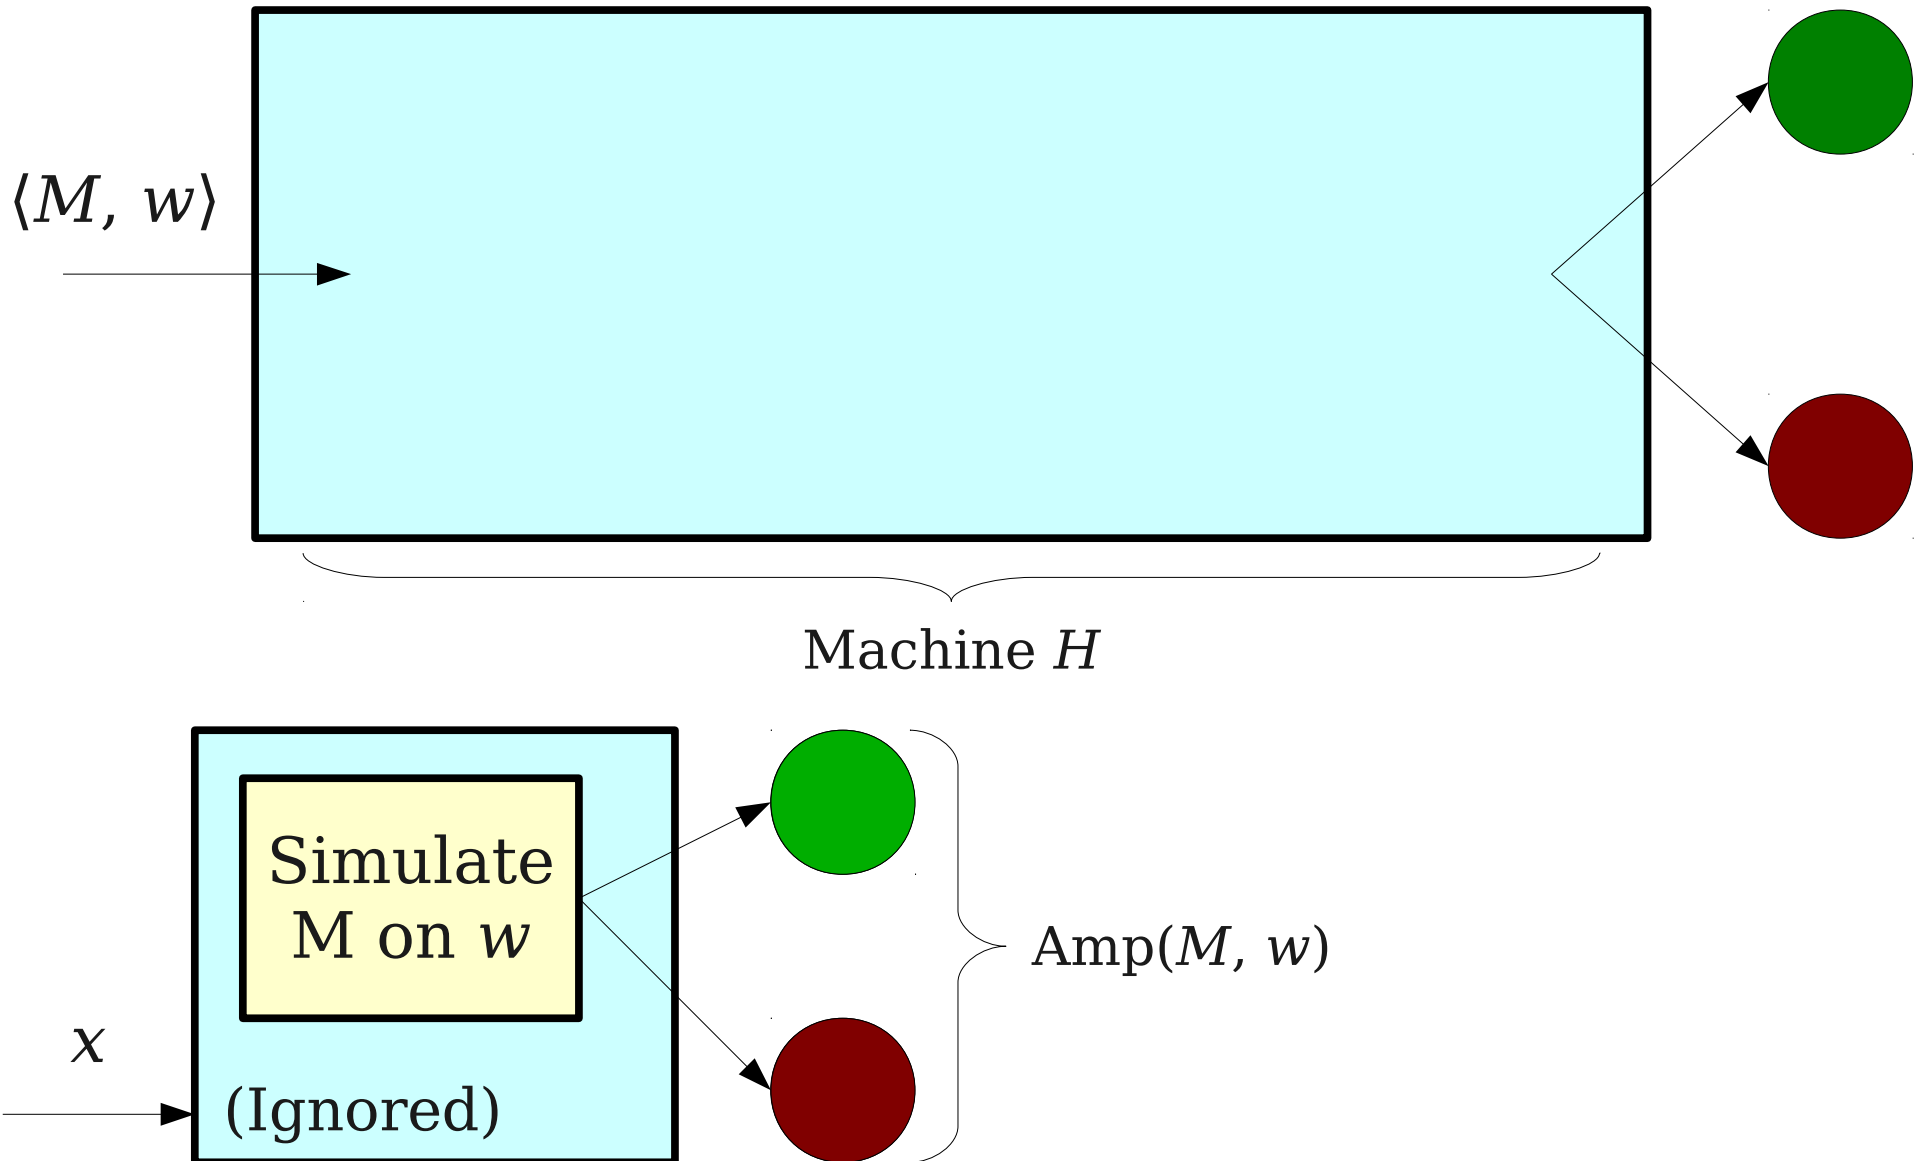 ⟨M, w⟩
Machine H
Simulate
M on w
x
(Ignored)
Amp(M, w)